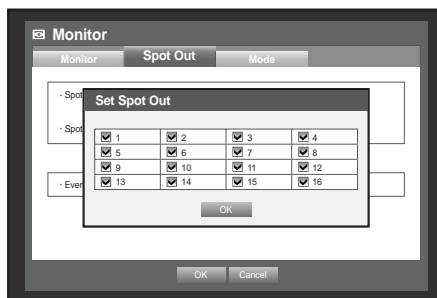 Monitor
Monitor Spot Out Mode
· Spot
Set Spot Out
· Spot
1 2 3 4
5 6 7 8
9 10 11 12
13 14 15 16
· Even
OK
OK Cancel